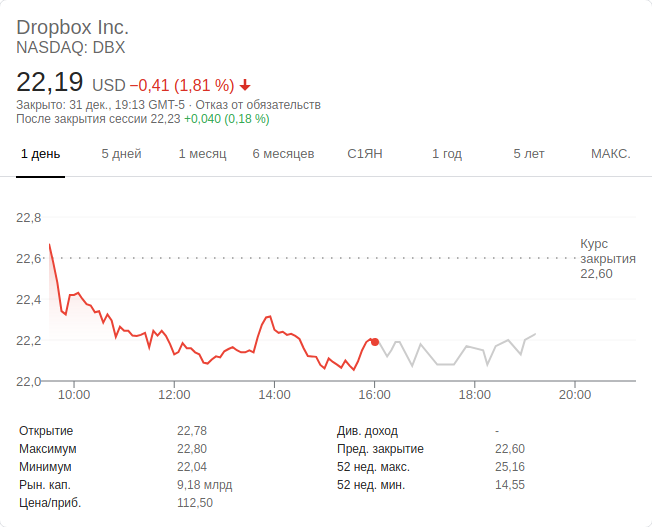 Dropbox Inc.
NASDAQ: DBX
22,19 USD −0,41 (1,81 %)
Закрыто: 31 дек., 19:13 GMT-5 · Отказ от обязательств
После закрытия сессии 22,23 +0,040 (0,18 %)
1 день 5 дней 1 месяц 6 месяцев С1ЯН 1 год 5 лет МАКС.
22,8
22,6
22,4
22,2
22,0
Курс
закрытия
22,60
10:00 12:00 14:00 16:00 18:00 20:00
Открытие 22,78 Див. доход -
Максимум 22,80 Пред. закрытие 22,60
Минимум 22,04 52 нед. макс. 25,16
Рын. кап. 9,18 млрд 52 нед. мин. 14,55
Цена/приб. 112,50